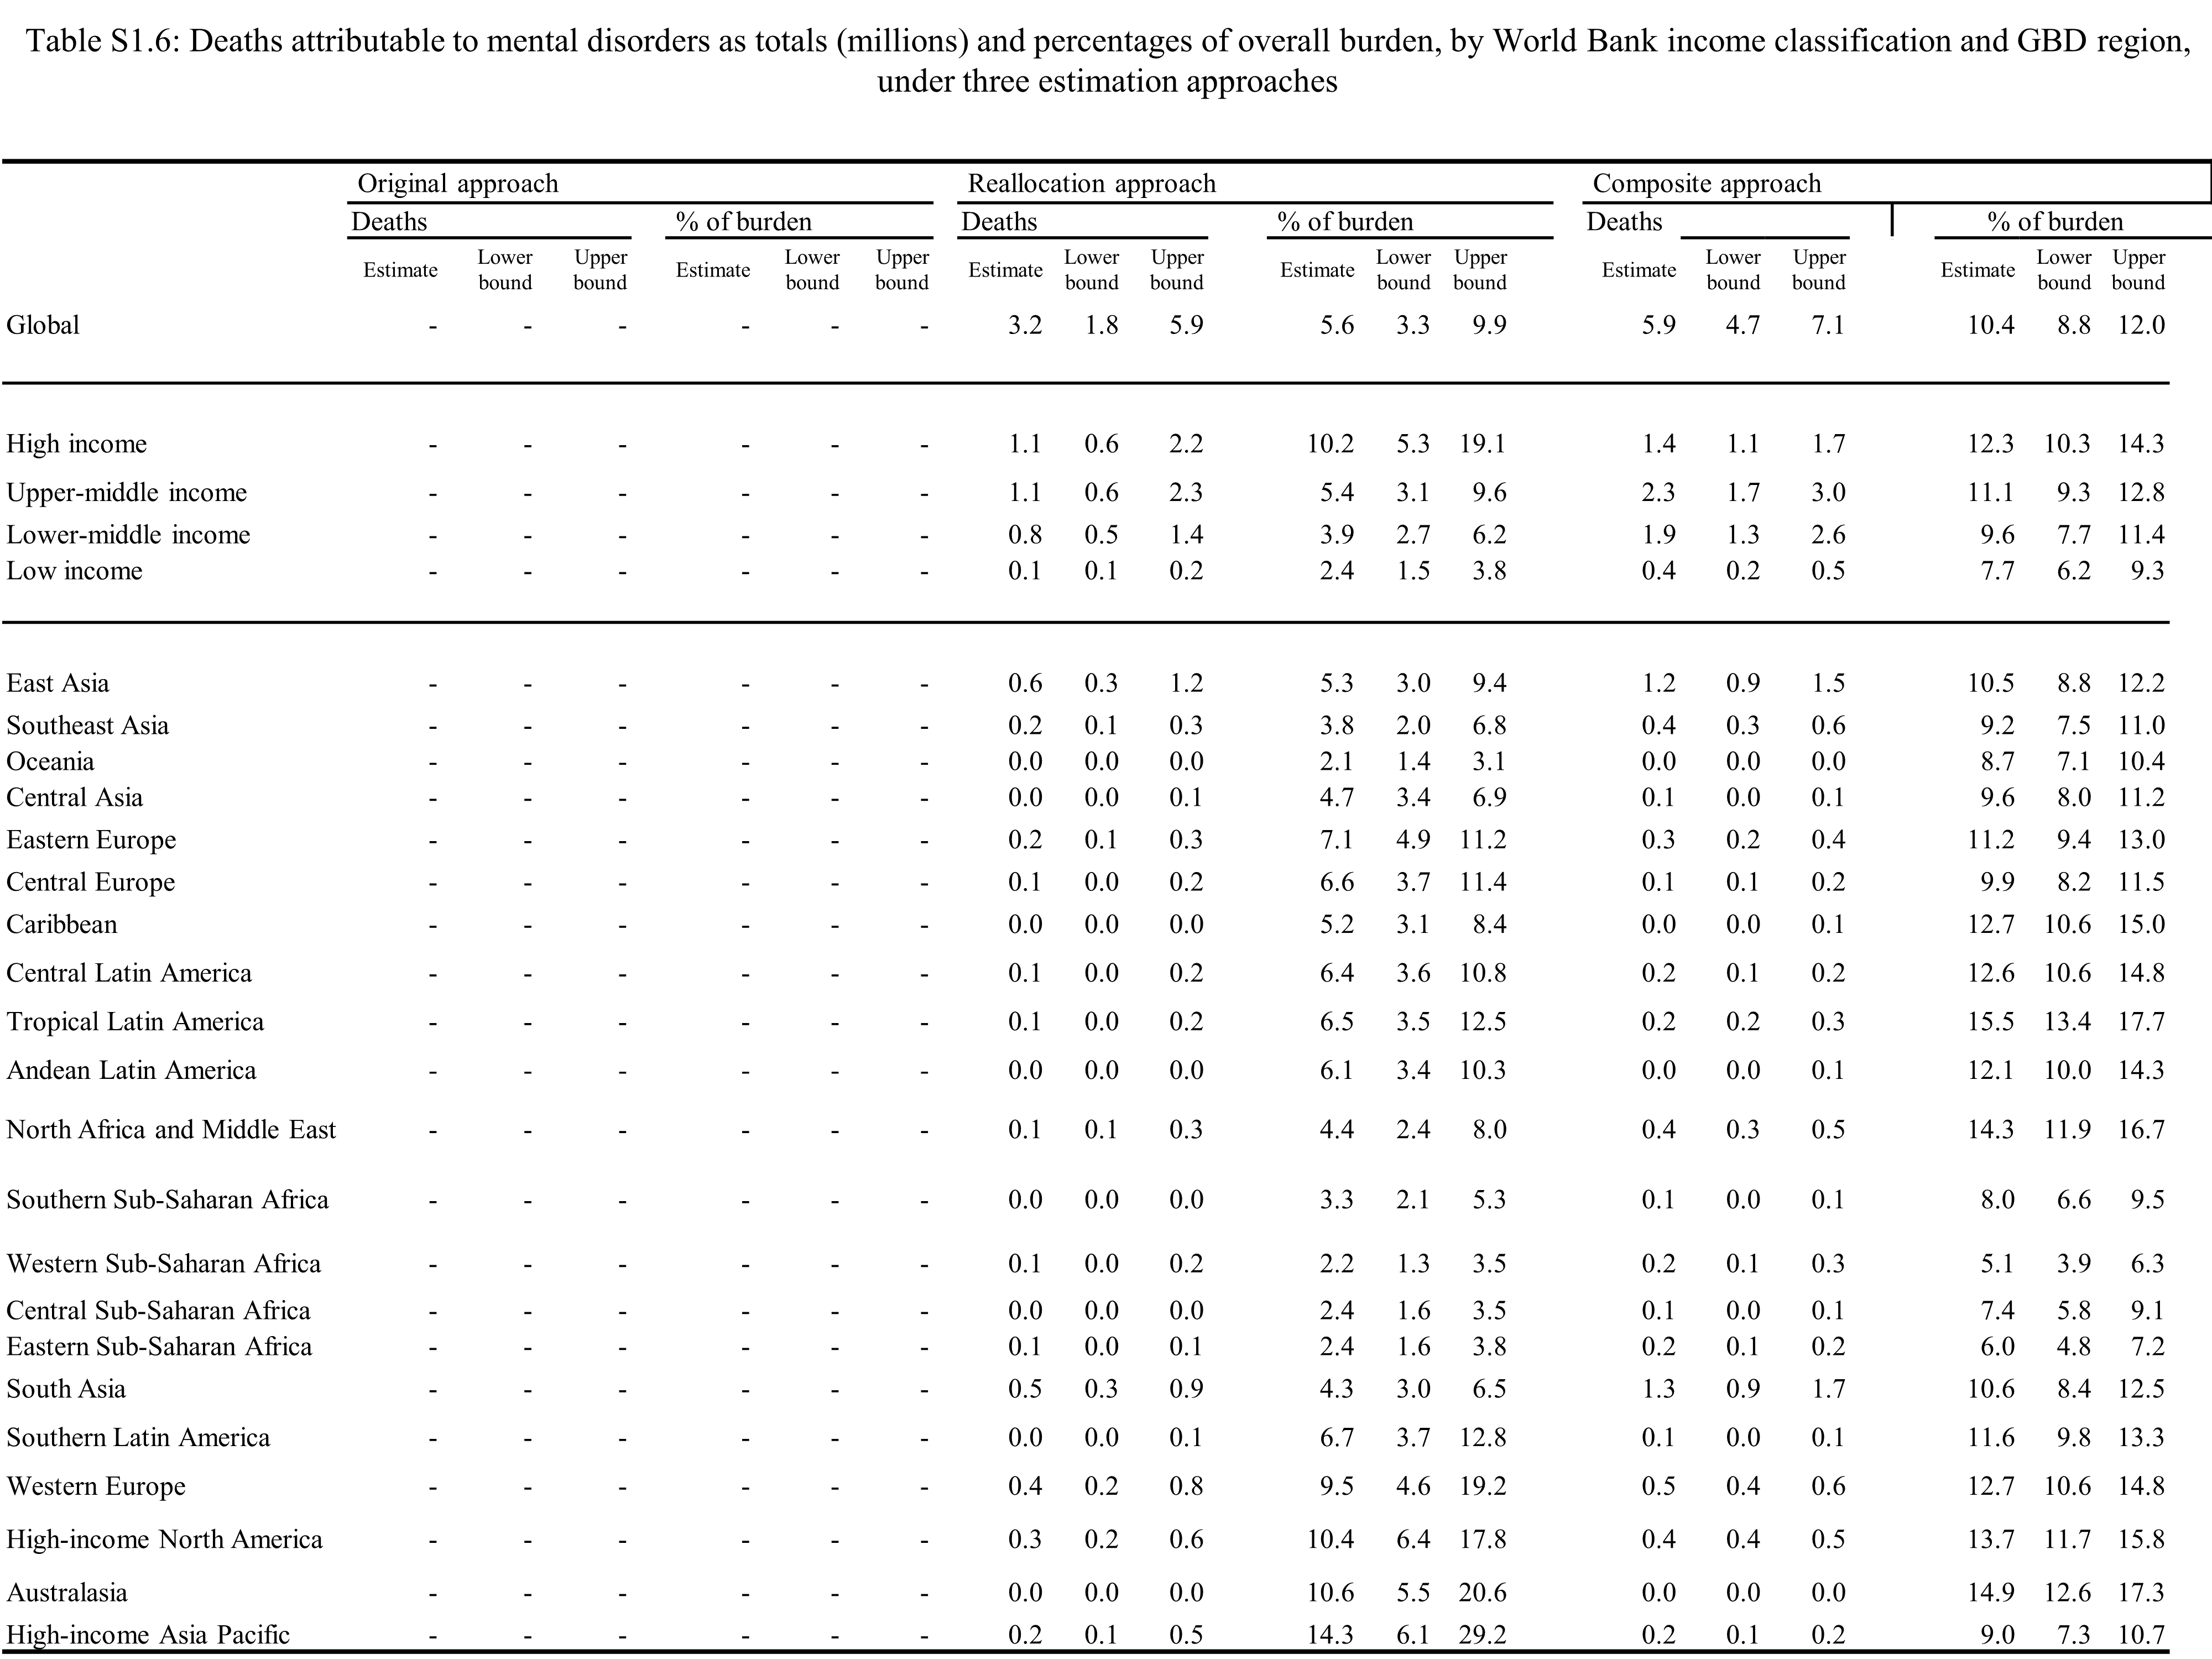 Table S1.6: Deaths attributable to mental disorders as totals (millions) and percentages of overall burden, by World Bank income classification and GBD region,
under three estimation approaches
Original approach Reallocation approach Composite approach
Deaths % of burden Deaths % of burden Deaths % of burden
Estimate Lower bound Upper bound Estimate Lower bound Upper bound Estimate Lower bound Upper bound Estimate Lower bound Upper bound Estimate Lower bound Upper bound Estimate Lower bound Upper bound
Global - - - - - - 3.2 1.8 5.9 5.6 3.3 9.9 5.9 4.7 7.1 10.4 8.8 12.0
High income - - - - - - 1.1 0.6 2.2 10.2 5.3 19.1 1.4 1.1 1.7 12.3 10.3 14.3
Upper-middle income - - - - - - 1.1 0.6 2.3 5.4 3.1 9.6 2.3 1.7 3.0 11.1 9.3 12.8
Lower-middle income - - - - - - 0.8 0.5 1.4 3.9 2.7 6.2 1.9 1.3 2.6 9.6 7.7 11.4
Low income - - - - - - 0.1 0.1 0.2 2.4 1.5 3.8 0.4 0.2 0.5 7.7 6.2 9.3
East Asia - - - - - - 0.6 0.3 1.2 5.3 3.0 9.4 1.2 0.9 1.5 10.5 8.8 12.2
Southeast Asia - - - - - - 0.2 0.1 0.3 3.8 2.0 6.8 0.4 0.3 0.6 9.2 7.5 11.0
Oceania - - - - - - 0.0 0.0 0.0 2.1 1.4 3.1 0.0 0.0 0.0 8.7 7.1 10.4
Central Asia - - - - - - 0.0 0.0 0.1 4.7 3.4 6.9 0.1 0.0 0.1 9.6 8.0 11.2
Eastern Europe - - - - - - 0.2 0.1 0.3 7.1 4.9 11.2 0.3 0.2 0.4 11.2 9.4 13.0
Central Europe - - - - - - 0.1 0.0 0.2 6.6 3.7 11.4 0.1 0.1 0.2 9.9 8.2 11.5
Caribbean - - - - - - 0.0 0.0 0.0 5.2 3.1 8.4 0.0 0.0 0.1 12.7 10.6 15.0
Central Latin America - - - - - - 0.1 0.0 0.2 6.4 3.6 10.8 0.2 0.1 0.2 12.6 10.6 14.8
Tropical Latin America - - - - - - 0.1 0.0 0.2 6.5 3.5 12.5 0.2 0.2 0.3 15.5 13.4 17.7
Andean Latin America - - - - - - 0.0 0.0 0.0 6.1 3.4 10.3 0.0 0.0 0.1 12.1 10.0 14.3
North Africa and Middle East - - - - - - 0.1 0.1 0.3 4.4 2.4 8.0 0.4 0.3 0.5 14.3 11.9 16.7
Southern Sub-Saharan Africa - - - - - - 0.0 0.0 0.0 3.3 2.1 5.3 0.1 0.0 0.1 8.0 6.6 9.5
Western Sub-Saharan Africa - - - - - - 0.1 0.0 0.2 2.2 1.3 3.5 0.2 0.1 0.3 5.1 3.9 6.3
Central Sub-Saharan Africa - - - - - - 0.0 0.0 0.0 2.4 1.6 3.5 0.1 0.0 0.1 7.4 5.8 9.1
Eastern Sub-Saharan Africa - - - - - - 0.1 0.0 0.1 2.4 1.6 3.8 0.2 0.1 0.2 6.0 4.8 7.2
South Asia - - - - - - 0.5 0.3 0.9 4.3 3.0 6.5 1.3 0.9 1.7 10.6 8.4 12.5
Southern Latin America - - - - - - 0.0 0.0 0.1 6.7 3.7 12.8 0.1 0.0 0.1 11.6 9.8 13.3
Western Europe - - - - - - 0.4 0.2 0.8 9.5 4.6 19.2 0.5 0.4 0.6 12.7 10.6 14.8
High-income North America - - - - - - 0.3 0.2 0.6 10.4 6.4 17.8 0.4 0.4 0.5 13.7 11.7 15.8
Australasia - - - - - - 0.0 0.0 0.0 10.6 5.5 20.6 0.0 0.0 0.0 14.9 12.6 17.3
High-income Asia Pacific - - - - - - 0.2 0.1 0.5 14.3 6.1 29.2 0.2 0.1 0.2 9.0 7.3 10.7